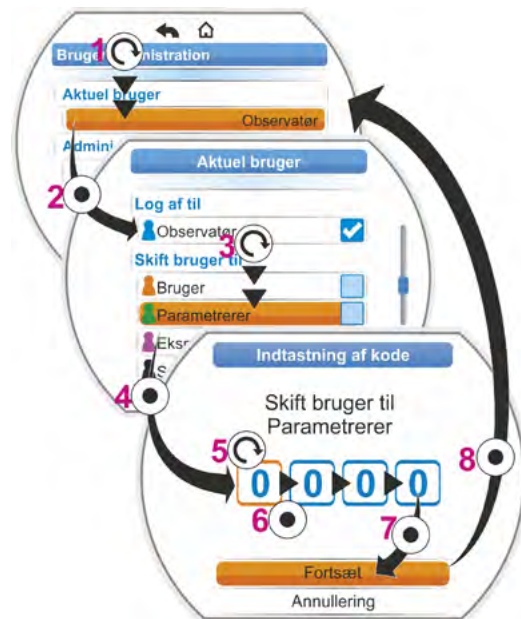 1
Aktuel bruger
Observatør
2
Aktuel bruger
Log af til
Observatør
3
Skift bruger til
Bruger
Parametrerer
4
Indtastning af kode
Skift bruger til
Parametrerer
5
0 0 0 0
6
7
8
Fortsæt
Annullering